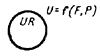 U = f(F, P)
UR